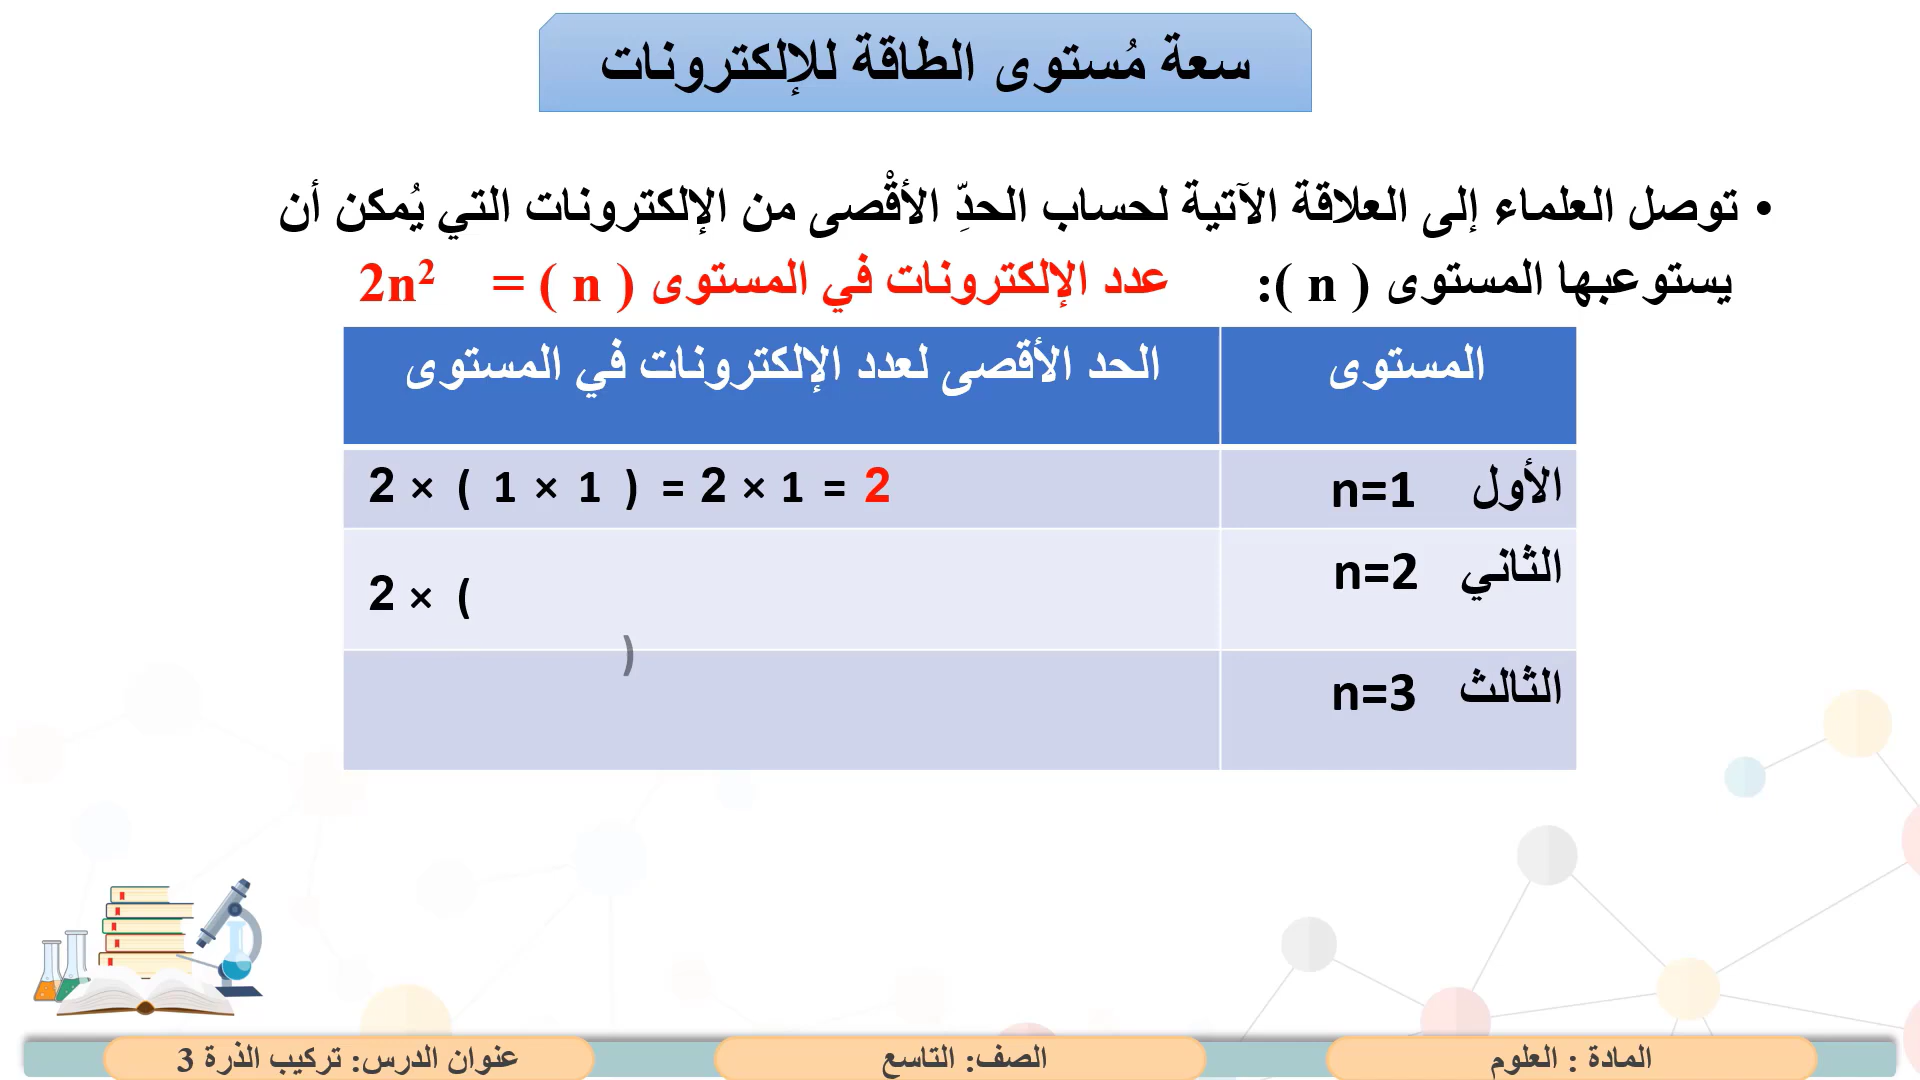 سعة مُستوى الطاقة للإلكترونات
• توصل العلماء إلى العلاقة الآتية لحساب الحدِّ الأقْصى من الإلكترونات التي يُمكن أن
يستوعبها المستوى ( n ): عدد الإلكترونات في المستوى ( n ) = 2n²
المستوى الحد الأقصى لعدد الإلكترونات في المستوى
الأول n=1 2 × ( 1 × 1 ) = 2 × 1 = 2
الثاني n=2 2 × (
)
الثالث n=3
المادة : العلوم
الصف: التاسع
عنوان الدرس: تركيب الذرة 3